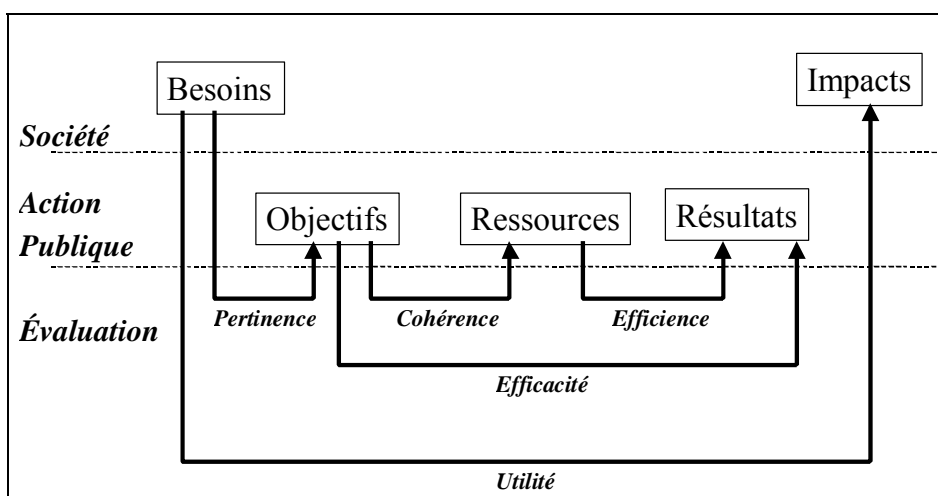 Besoins
Impacts
Société
Action
Publique
Objectifs
Ressources
Résultats
Pertinence
Cohérence
Efficience
Évaluation
Efficacité
Utilité